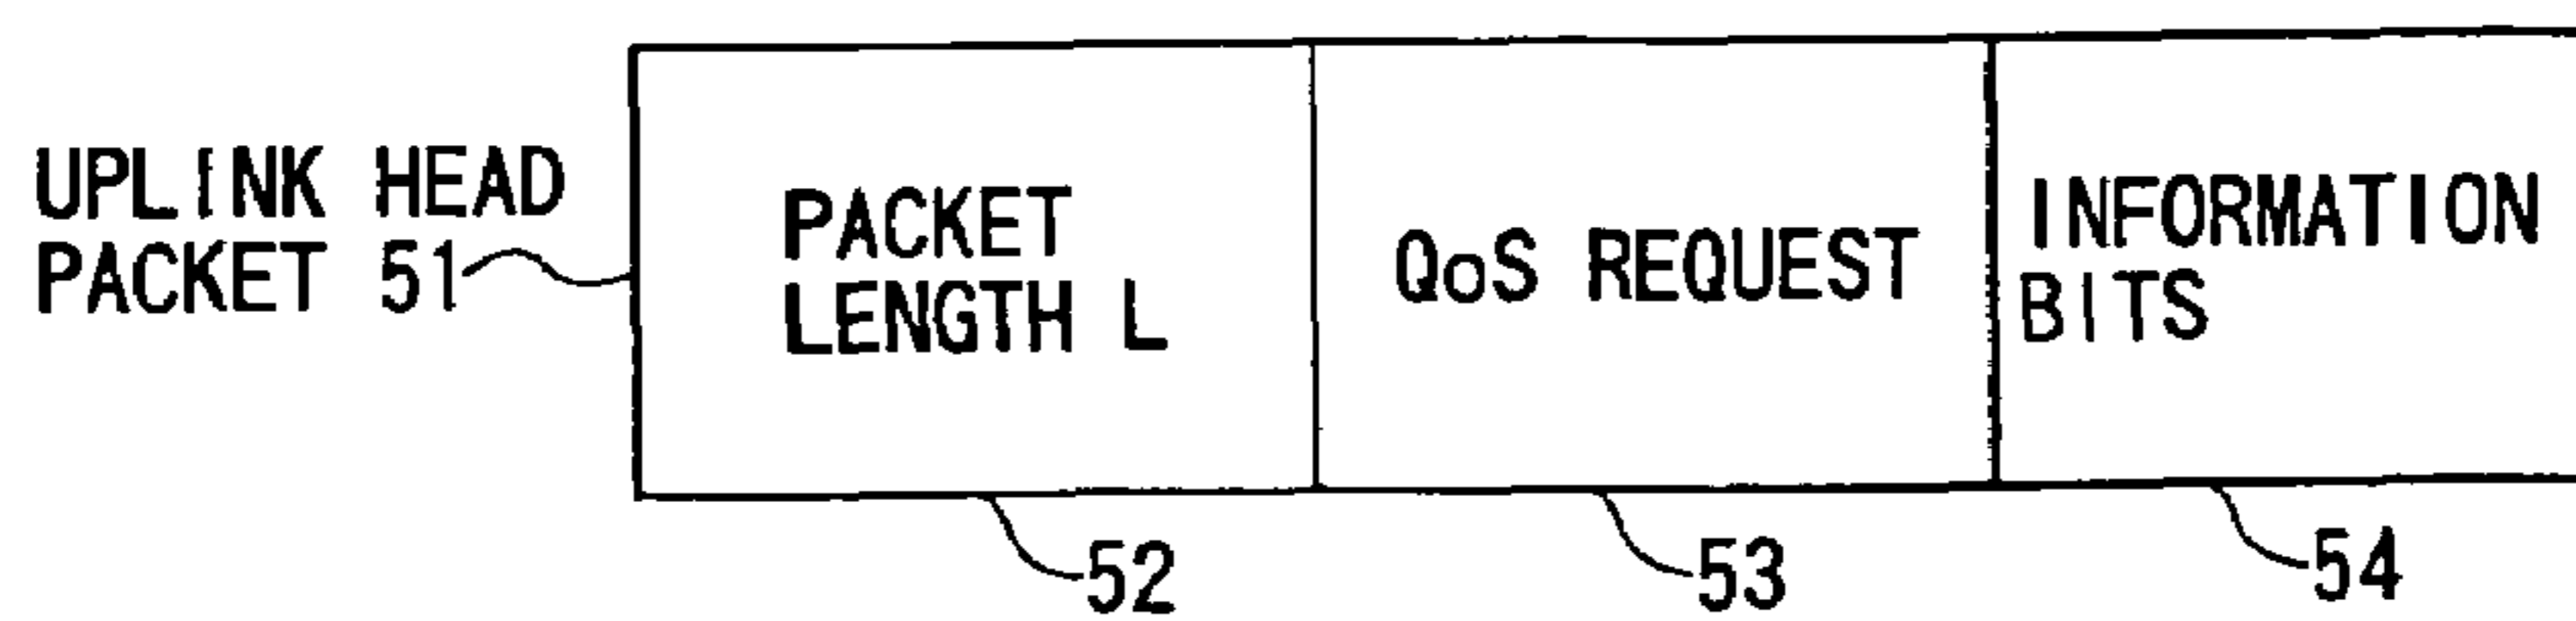 UPLINK HEAD
PACKET 51
PACKET
LENGTH L
QoS REQUEST
INFORMATION
BITS
52
53
54